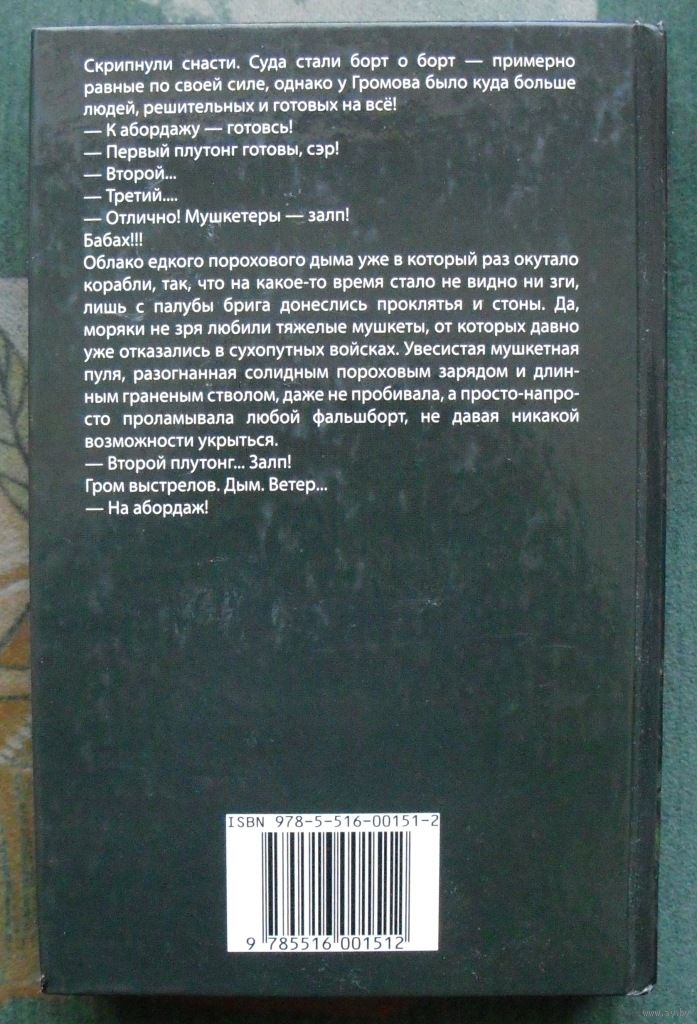 Скрипнули снасти. Суда стали борт о борт — примерно
равные по своей силе, однако у Громова было куда больше
людей, решительных и готовых на всё!
— К абордажу — готовсь!
— Первый плутонг готовы, сэр!
— Второй...
— Третий....
— Отлично! Мушкетеры — залп!
Бабах!!!
Облако едкого порохового дыма уже в который раз окутало
корабли, так, что на какое-то время стало не видно ни зги,
лишь с палубы брига донеслись проклятья и стоны. Да,
моряки не зря любили тяжелые мушкеты, от которых давно
уже отказались в сухопутных войсках. Увесистая мушкетная
пуля, разогнанная солидным пороховым зарядом и длин-
ным граненым стволом, даже не пробивала, а просто-напро-
сто проламывала любой фальшборт, не давая никакой
возможности укрыться.
— Второй плутонг... Залп!
Гром выстрелов. Дым. Ветер...
— На абордаж!
ISBN 978-5-516-00151-2
9 785516 001512
www.ay.by